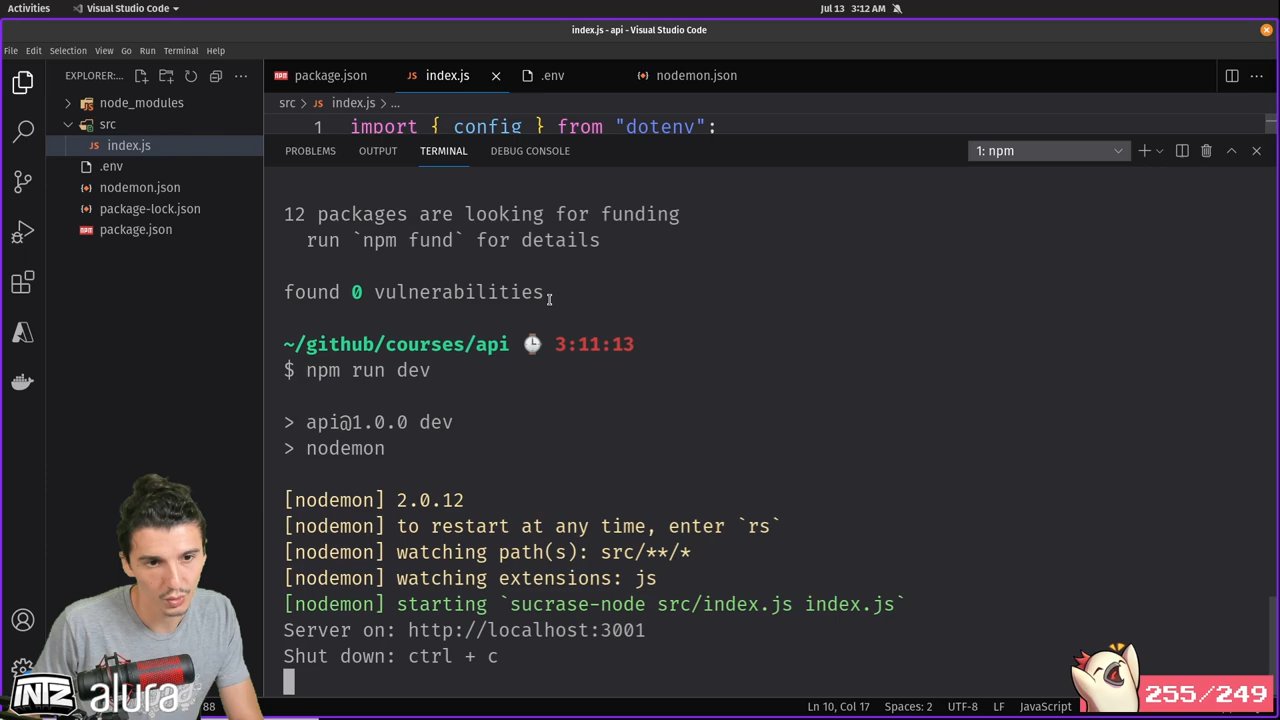 Activities
Visual Studio Code
Jul 13 3:12 AM
index.js - api - Visual Studio Code
File Edit Selection View Go Run Terminal Help
EXPLORER:...
package.json
index.js
.env
nodemon.json
node_modules
src
index.js
.env
nodemon.json
package-lock.json
package.json
src > index.js > ...
1 import { config } from "dotenv";
PROBLEMS OUTPUT TERMINAL DEBUG CONSOLE
1: npm
12 packages are looking for funding
run `npm fund` for details
found 0 vulnerabilities
~/github/courses/api 3:11:13
$ npm run dev
> api@1.0.0 dev
> nodemon
[nodemon] 2.0.12
[nodemon] to restart at any time, enter `rs`
[nodemon] watching path(s): src/**/*
[nodemon] watching extensions: js
[nodemon] starting `sucrase-node src/index.js index.js`
Server on: http://localhost:3001
Shut down: ctrl + c
NTZ alura
88
Ln 10, Col 17 Spaces: 2 UTF-8 LF JavaScript
255/249